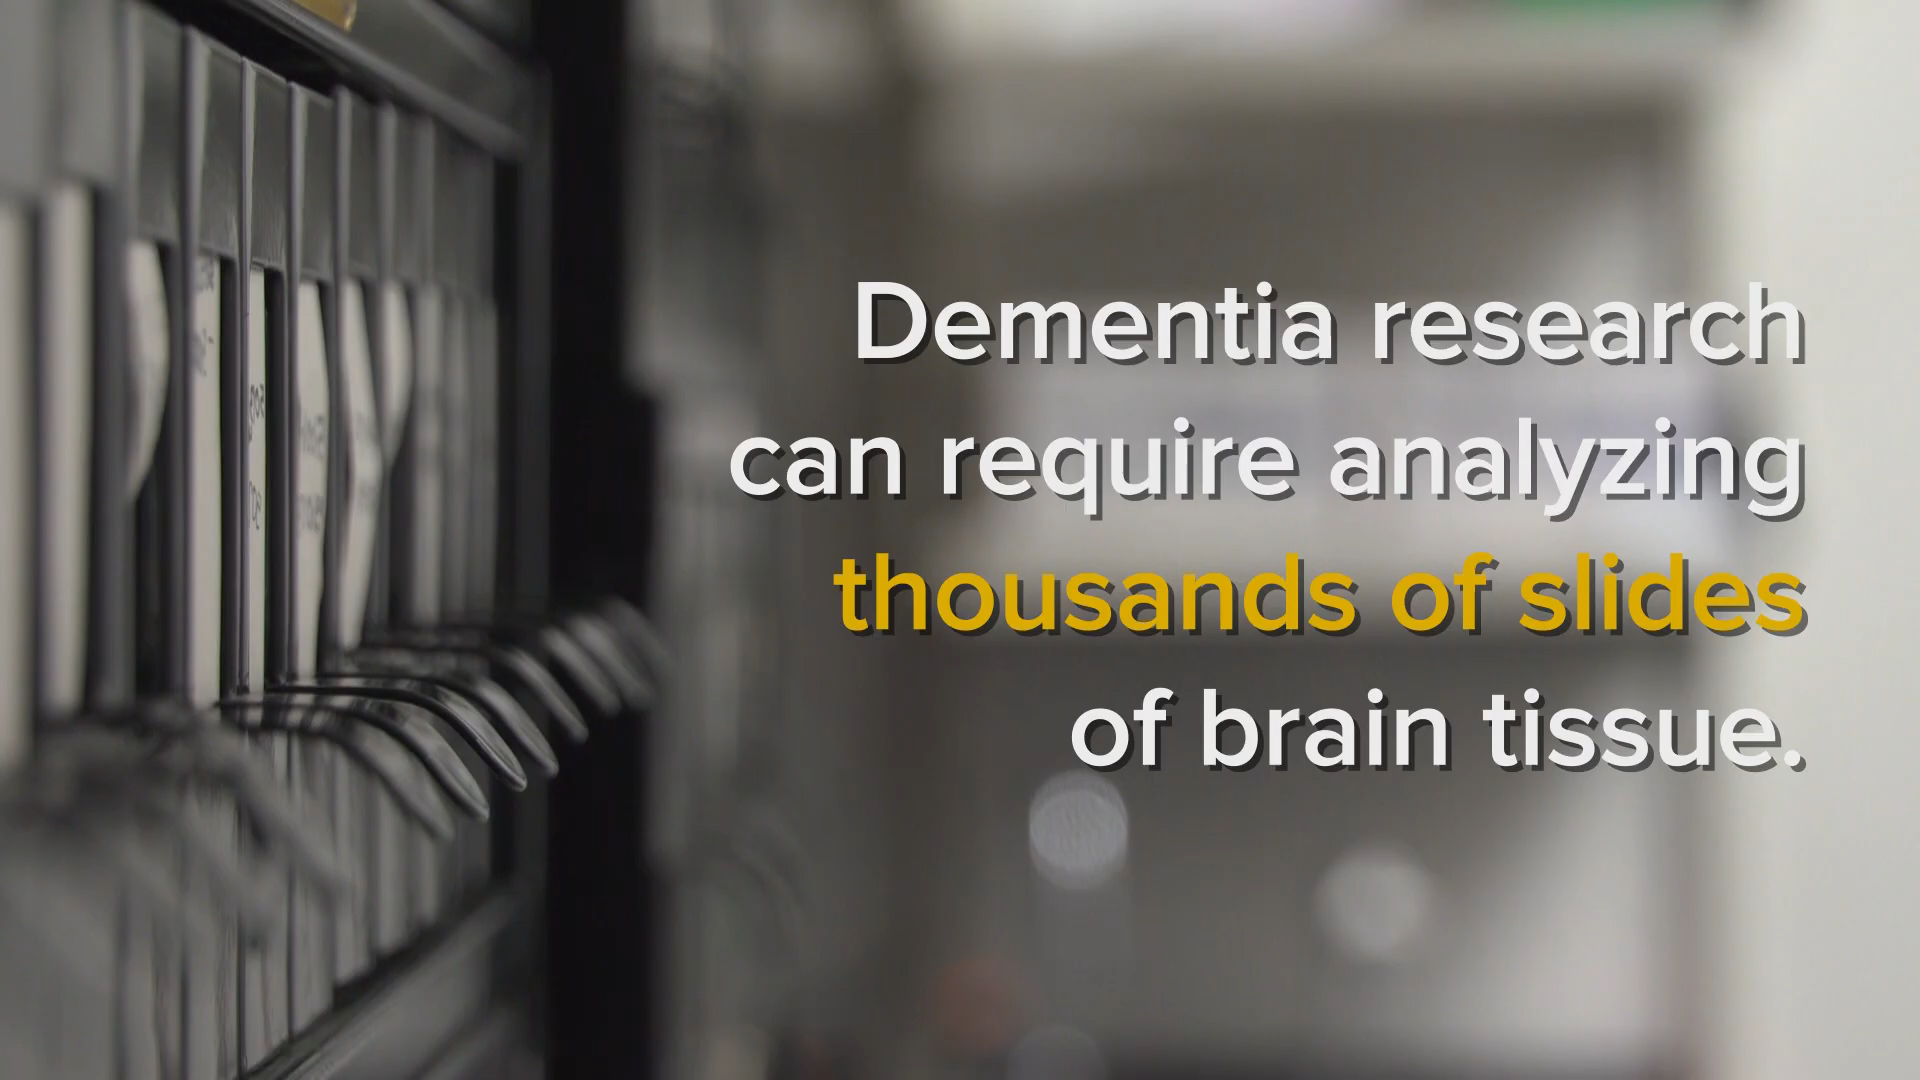 Dementia research
can require analyzing
thousands of slides
of brain tissue.